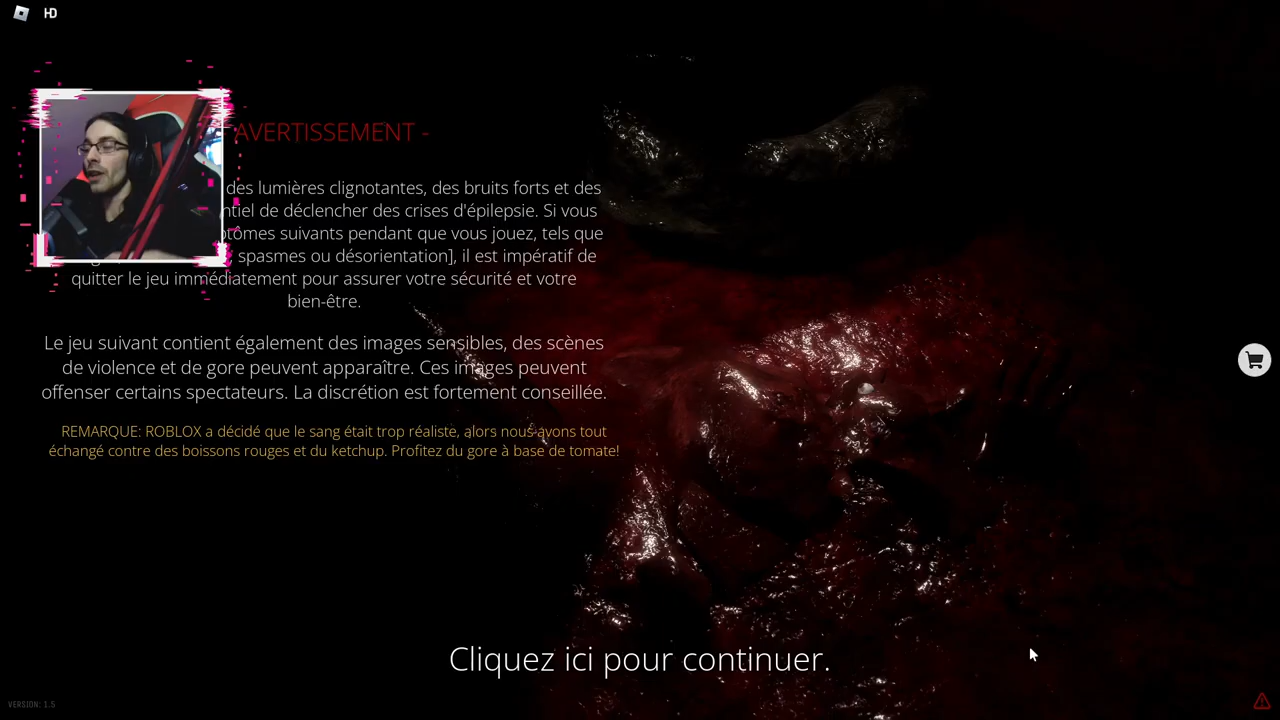 HD
AVERTISSEMENT -
des lumières clignotantes, des bruits forts et des
de déclencher des crises d'épilepsie. Si vous
suivants pendant que vous jouez, tels que
spasmes ou désorientation], il est impératif de
quitter le jeu immédiatement pour assurer votre sécurité et votre
bien-être.
Le jeu suivant contient également des images sensibles, des scènes
de violence et de gore peuvent apparaître. Ces images peuvent
offenser certains spectateurs. La discrétion est fortement conseillée.
REMARQUE: ROBLOX a décidé que le sang était trop réaliste, alors nous avons tout
échangé contre des boissons rouges et du ketchup. Profitez du gore à base de tomate!
Cliquez ici pour continuer.
VERSION: 1.5